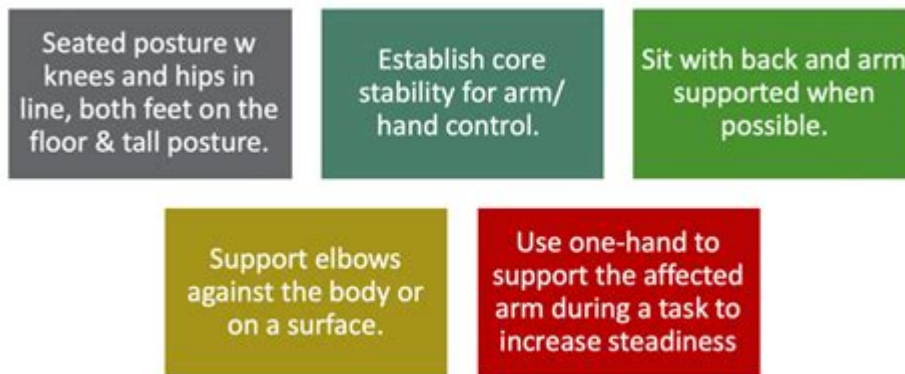 Seated posture w
knees and hips in
line, both feet on the
floor & tall posture.
Establish core
stability for arm/
hand control.
Sit with back and arm
supported when
possible.
Support elbows
against the body or
on a surface.
Use one-hand to
support the affected
arm during a task to
increase steadiness